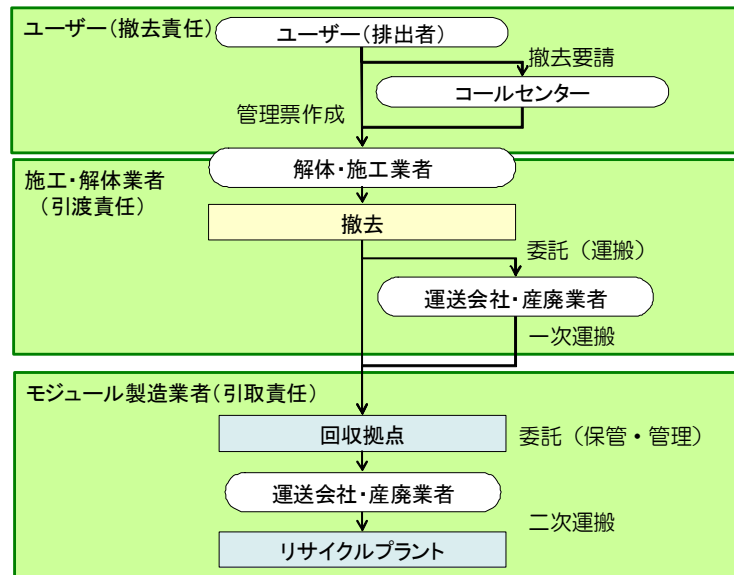 ユーザー(撤去責任)
ユーザー(排出者)
撤去要請
コールセンター
管理票作成
解体・施工業者
施工・解体業者
(引渡責任)
撤去
委託（運搬）
運送会社・産廃業者
一次運搬
モジュール製造業者(引取責任)
回収拠点
委託（保管・管理）
運送会社・産廃業者
二次運搬
リサイクルプラント